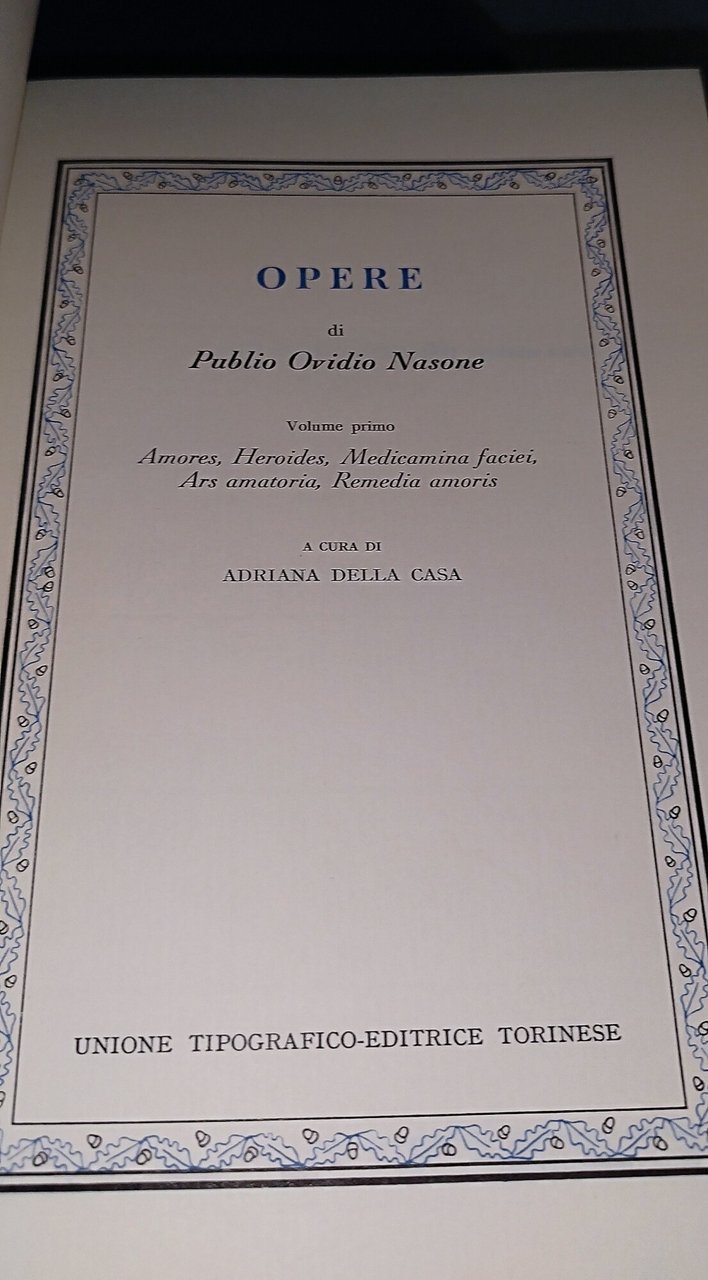 OPERE
di
Publio Ovidio Nasone
Volume primo
Amores, Heroides, Medicamina faciei,
Ars amatoria, Remedia amoris
A CURA DI
ADRIANA DELLA CASA
UNIONE TIPOGRAFICO-EDITRICE TORINESE